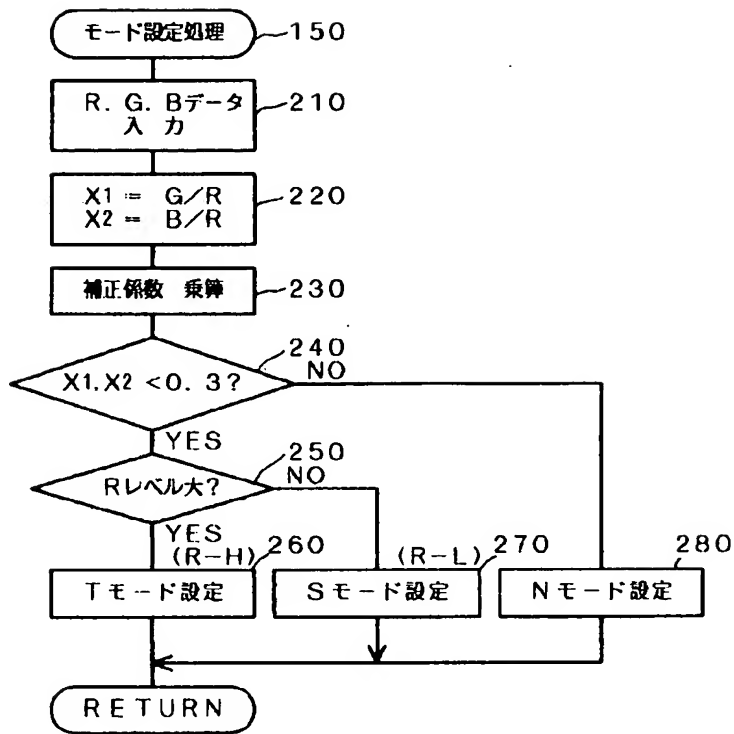 モード設定処理 150
R. G. Bデータ 210
入 力
X1 = G/R 220
X2 = B/R
補正係数 乗算 230
240
X1.X2 <0. 3? NO
YES
250
Rレベル大? NO
YES
(R-H) 260 (R-L) 270 280
Tモード設定 Sモード設定 Nモード設定
RETURN